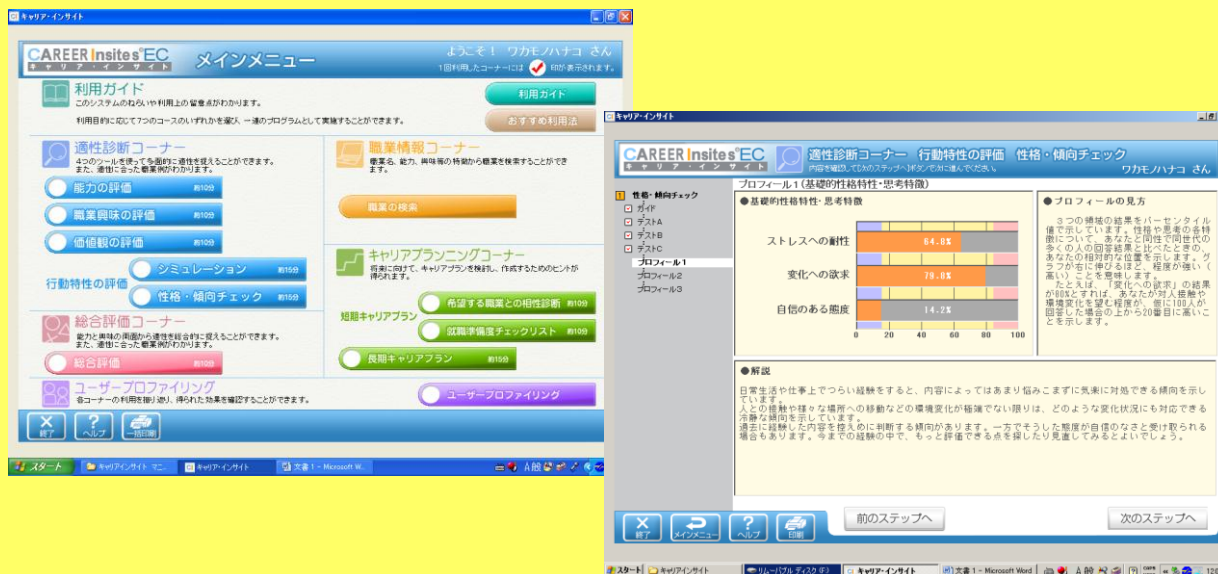 キャリア・インサイト
CAREER Insites®EC
キャリア・インサイト
メインメニュー
ようこそ！ ワカモノハナコ さん
1回利用したコーナーには 印が表示されます。
利用ガイド
このシステムのねらいや利用上の留意点がわかります。
利用目的に応じて7つのコースのいずれかを選び、一連のプログラムとして実施することができます。
利用ガイド
おすすめ利用法
適性診断コーナー
4つのツールを使って多面的に適性を捉えることができます。
また、適性に合った職業例がわかります。
能力の評価 約10分
職業興味の評価 約10分
価値観の評価 約10分
行動特性の評価
シミュレーション 約15分
性格・傾向チェック 約15分
総合評価コーナー
能力と興味の両面から適性を総合的に捉えることができます。
また、適性に合った職業例がわかります。
総合評価 約10分
職業情報コーナー
職業名、能力、興味等の特徴から職業を検索することができ
ます。
職業の検索
キャリアプランニングコーナー
将来に向けて、キャリアプランを検討し、作成するためのヒントが
得られます。
短期キャリアプラン
希望する職業との相性診断 約10分
就職準備度チェックリスト 約10分
長期キャリアプラン 約15分
ユーザープロファイリング
各コーナーの利用を振り返り、得られた効果を確認することができます。
ユーザープロファイリング
終了
ヘルプ
一括印刷
スタート
キャリアインサイト マニ...
キャリア・インサイト
文書 1 - Microsoft W...
A 般
キャリア・インサイト
CAREER Insites®EC
キャリア・インサイト
適性診断コーナー 行動特性の評価 性格・傾向チェック
内容を確認して［次のステップへ］ボタンで次に進んでください。
ワカモノハナコ さん
性格・傾向チェック
ガイド
テストA
テストB
テストC
プロフィール1
プロフィール2
プロフィール3
プロフィール1（基礎的性格特性・思考特徴）
●基礎的性格特性・思考特徴
ストレスへの耐性 64.8%
変化への欲求 79.0%
自信のある態度 14.2%
0 20 40 60 80 100
●プロフィールの見方
３つの領域の結果をパーセンタイル
値で示しています。性格や思考の各特
徴について、あなたと同性で同世代の
多くの人の回答結果と比べたときの、
あなたの相対的な位置を示します。グ
ラフが右に伸びるほど、程度が強い（
高い）ことを意味します。
たとえば、「変化への欲求」の結果
が80%とすれば、あなたが対人接触や
環境変化を望む程度が、仮に100人が
回答した場合の上から20番目に高いこ
とを示します。
●解説
日常生活や仕事上でつらい経験をすると、内容によってはあまり悩みこまずに気楽に対処できる傾向を示し
ています。
人との接触や様々な場所への移動などの環境変化が極端でない限りは、どのような変化状況にも対応できる
冷静な傾向を示しています。
過去に経験した内容を控えめに判断する傾向があります。一方でそうした態度が自信のなさと受け取られる
場合もあります。今までの経験の中で、もっと評価できる点を探したり見直してみるとよいでしょう。
終了
メインメニュー
ヘルプ
印刷
前のステップへ
次のステップへ
スタート
キャリアインサイト
リムーバブル ディスク (F:)
キャリア・インサイト
文書 1 - Microsoft Word
A 般